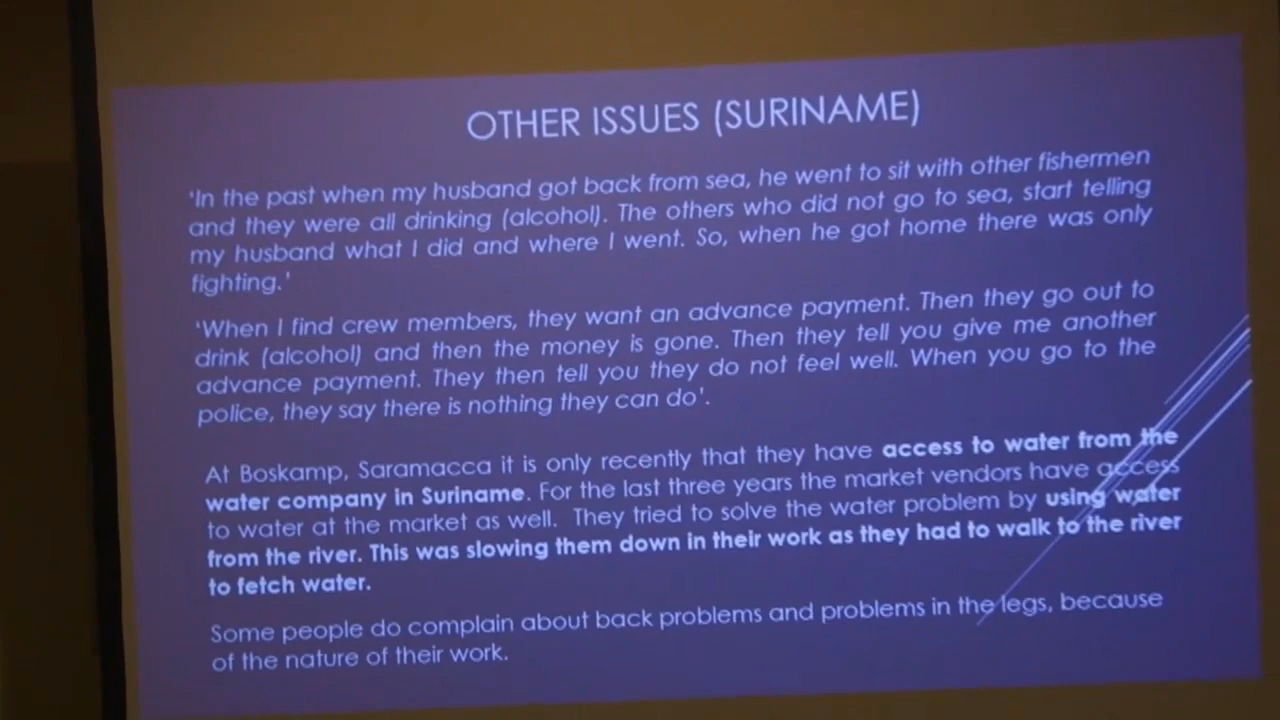 OTHER ISSUES (SURINAME)
'In the past when my husband got back from sea, he went to sit with other fishermen
and they were all drinking (alcohol). The others who did not go to sea, start telling
my husband what I did and where I went. So, when he got home there was only
fighting.'
'When I find crew members, they want an advance payment. Then they go out to
drink (alcohol) and then the money is gone. Then they tell you give me another
advance payment. They then tell you they do not feel well. When you go to the
police, they say there is nothing they can do'.
At Boskamp, Saramacca it is only recently that they have access to water from the
water company in Suriname. For the last three years the market vendors have access
to water at the market as well. They tried to solve the water problem by using water
from the river. This was slowing them down in their work as they had to walk to the river
to fetch water.
Some people do complain about back problems and problems in the legs, because
of the nature of their work.